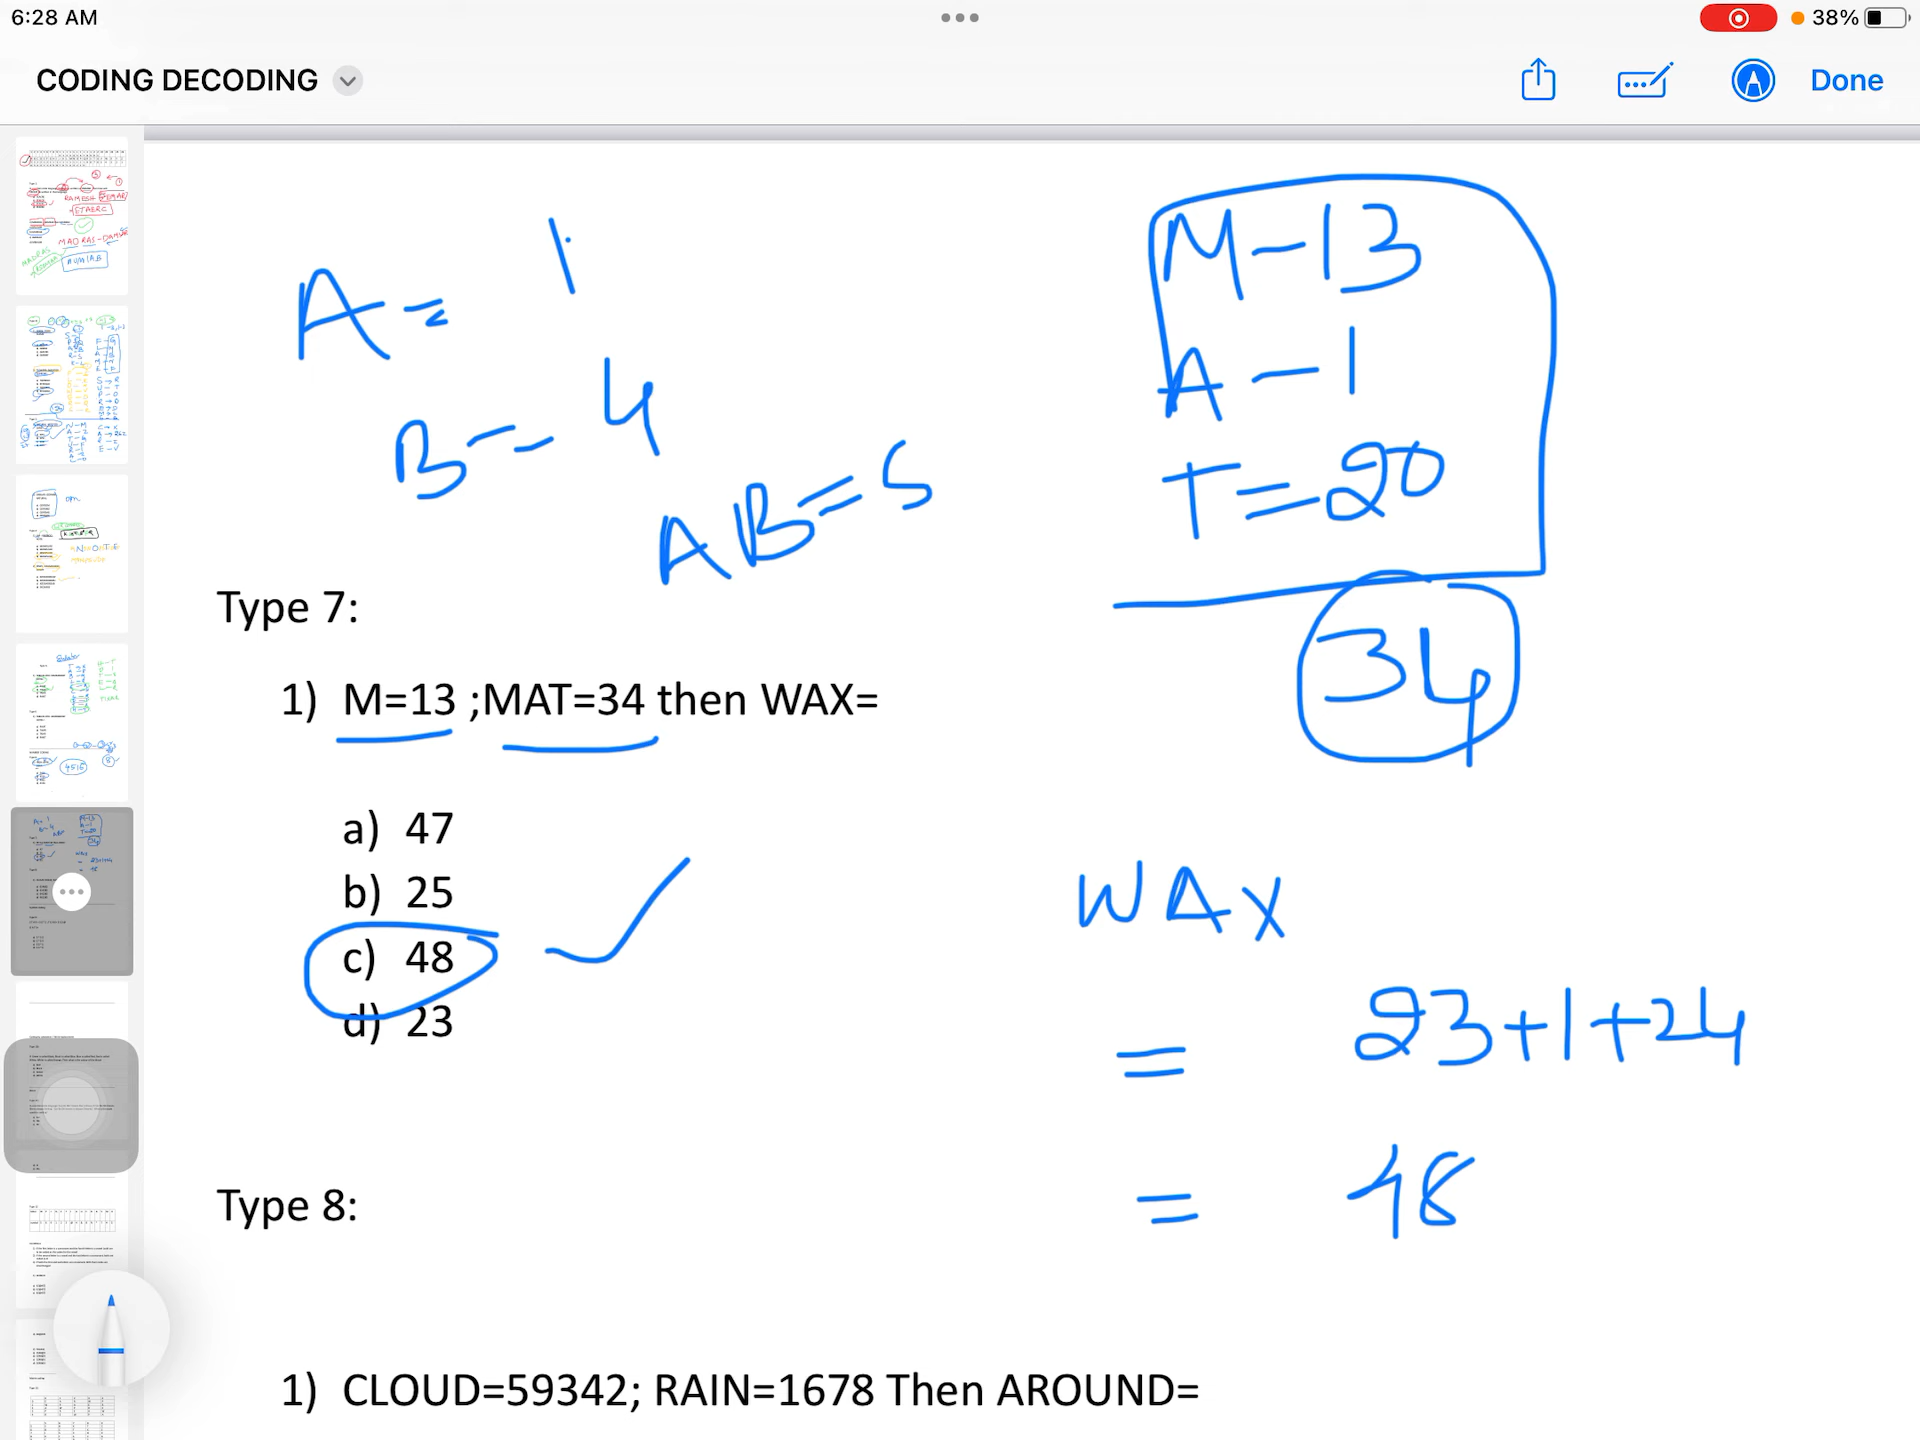 6:28 AM
38%
CODING DECODING
Done
A = 1
B = 4
AB = 5
M - 13
A - 1
T = 20
34
Type 7:
1) M=13 ;MAT=34 then WAX=
a) 47
b) 25
c) 48
d) 23
WAX
= 23+1+24
= 48
Type 8:
1) CLOUD=59342; RAIN=1678 Then AROUND=